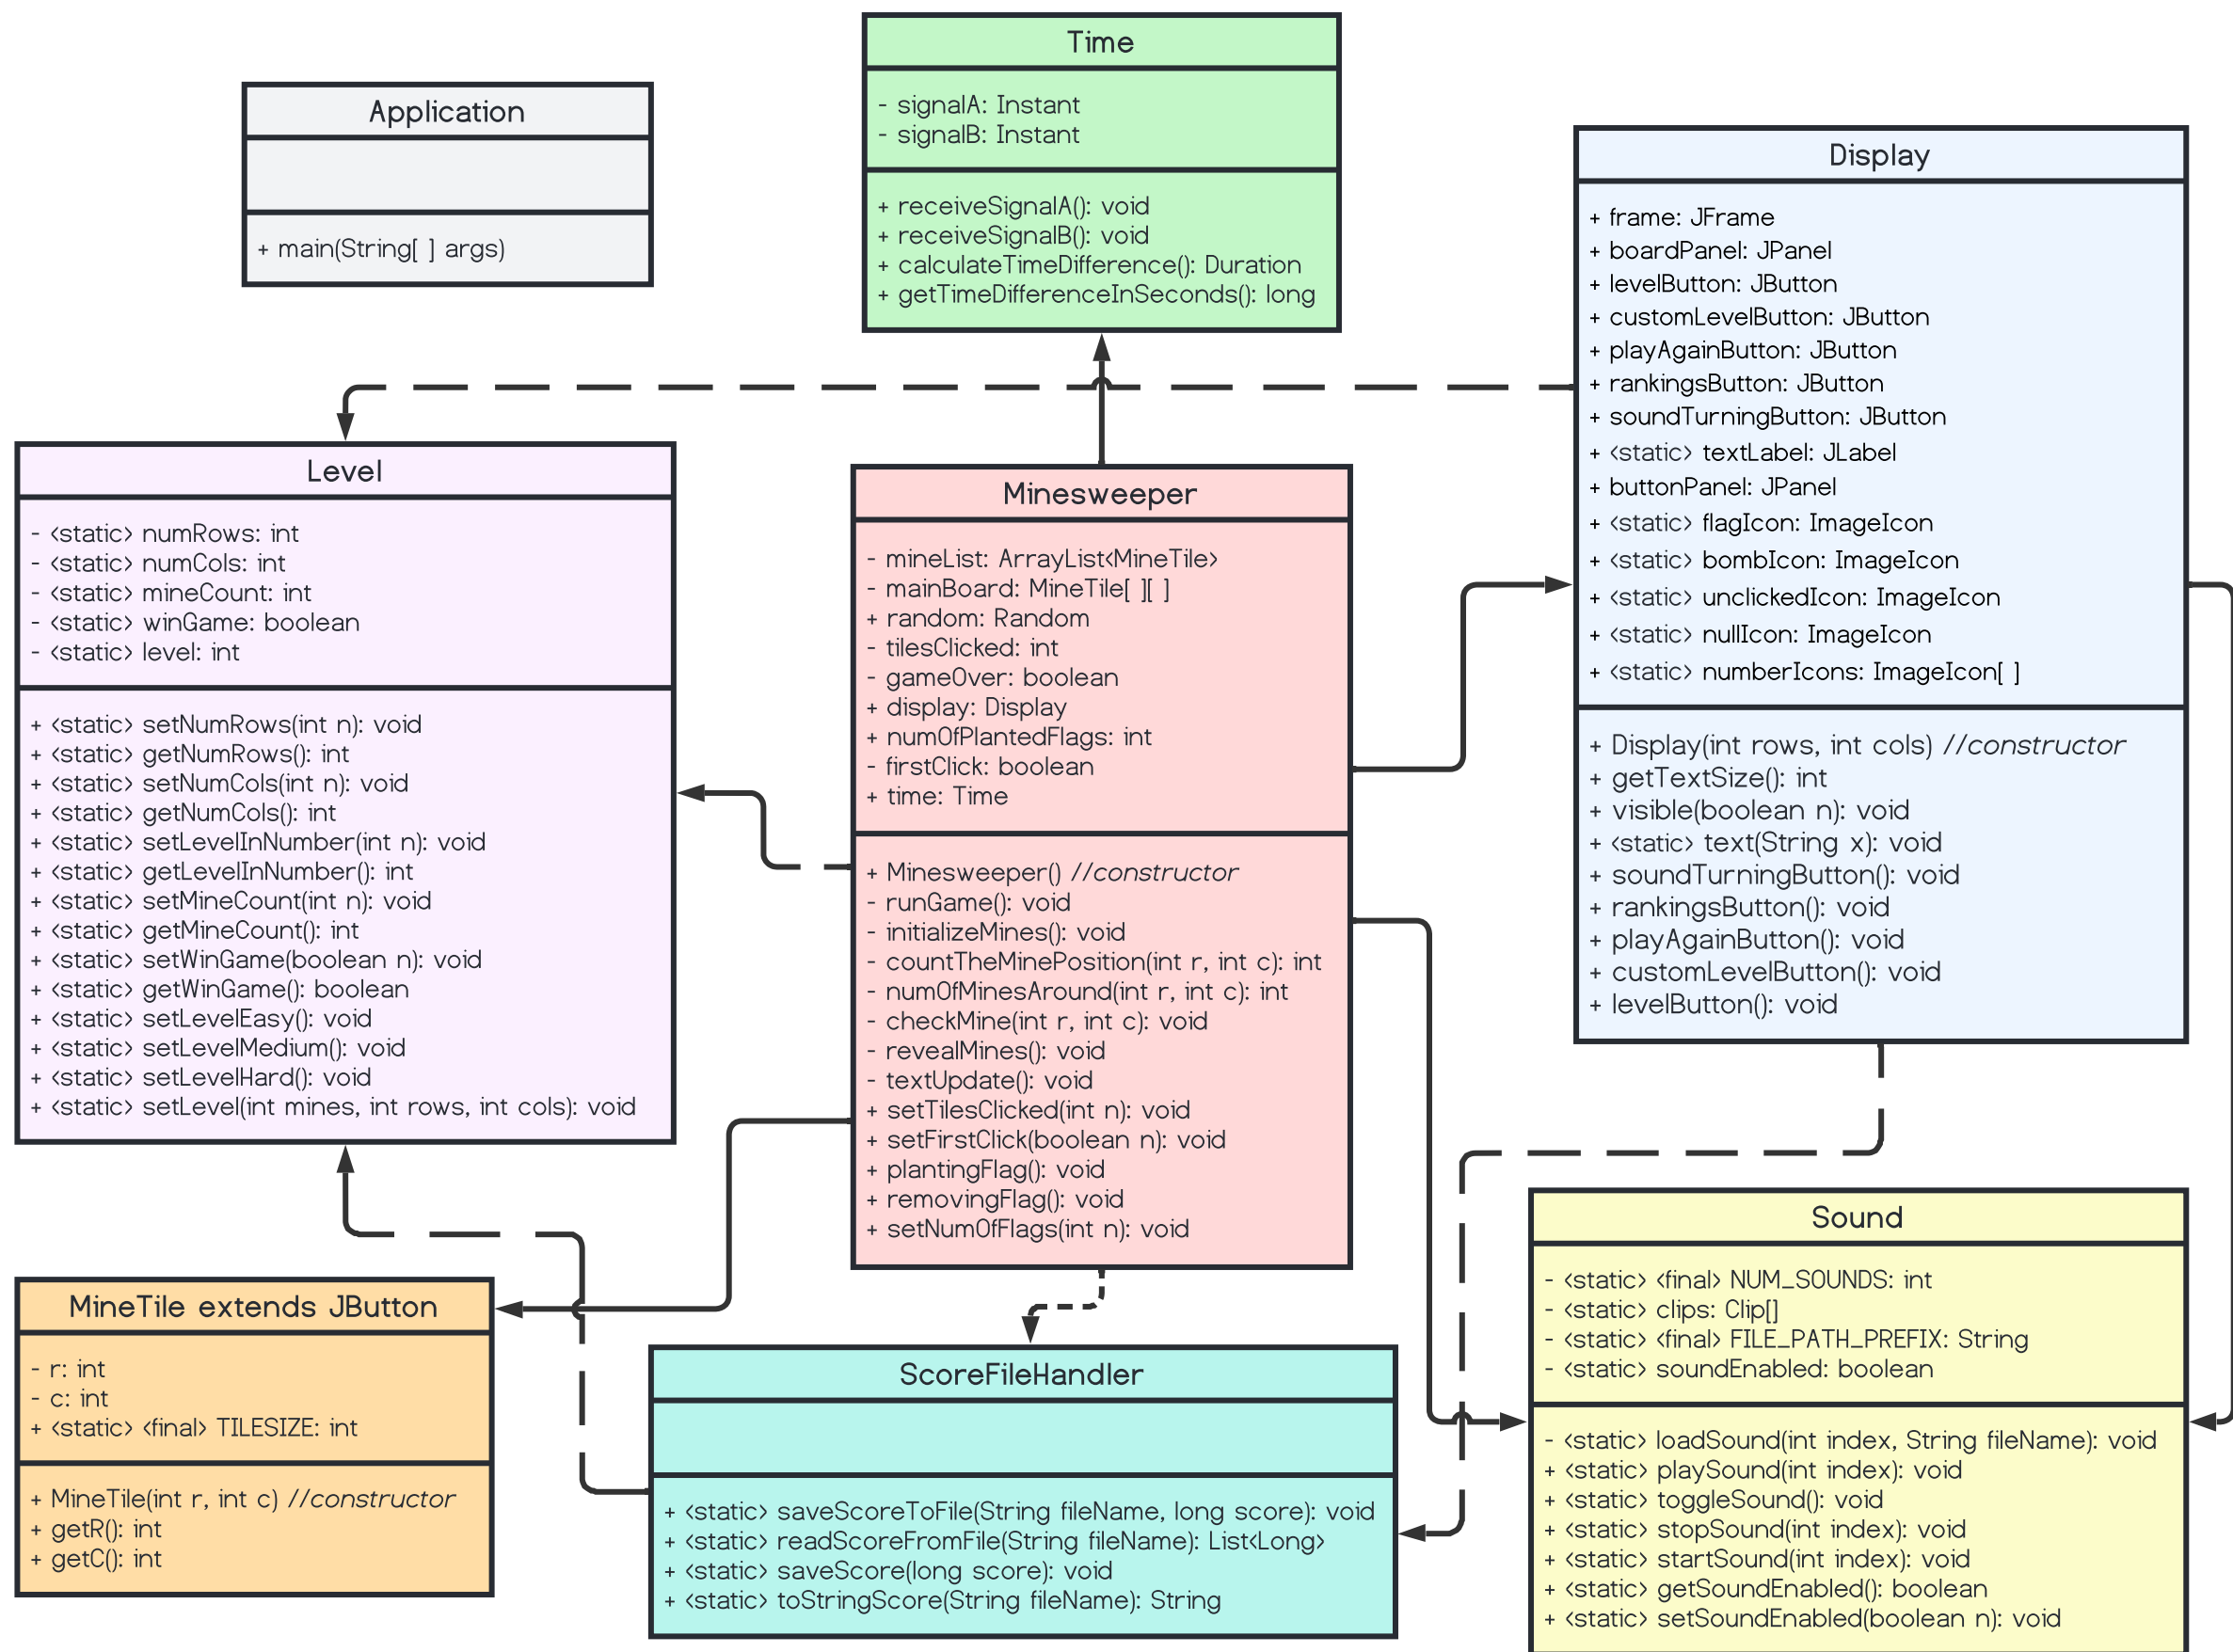 Time
- signalA: Instant
- signalB: Instant
+ receiveSignalA(): void
+ receiveSignalB(): void
+ calculateTimeDifference(): Duration
+ getTimeDifferenceInSeconds(): long
Application
+ main(String[ ] args)
Display
+ frame: JFrame
+ boardPanel: JPanel
+ levelButton: JButton
+ customLevelButton: JButton
+ playAgainButton: JButton
+ rankingsButton: JButton
+ soundTurningButton: JButton
+ <static> textLabel: JLabel
+ buttonPanel: JPanel
+ <static> flagIcon: ImageIcon
+ <static> bombIcon: ImageIcon
+ <static> unclickedIcon: ImageIcon
+ <static> nullIcon: ImageIcon
+ <static> numberIcons: ImageIcon[ ]
+ Display(int rows, int cols) //constructor
+ getTextSize(): int
+ visible(boolean n): void
+ <static> text(String x): void
+ soundTurningButton(): void
+ rankingsButton(): void
+ playAgainButton(): void
+ customLevelButton(): void
+ levelButton(): void
Level
- <static> numRows: int
- <static> numCols: int
- <static> mineCount: int
- <static> winGame: boolean
- <static> level: int
+ <static> setNumRows(int n): void
+ <static> getNumRows(): int
+ <static> setNumCols(int n): void
+ <static> getNumCols(): int
+ <static> setLevelInNumber(int n): void
+ <static> getLevelInNumber(): int
+ <static> setMineCount(int n): void
+ <static> getMineCount(): int
+ <static> setWinGame(boolean n): void
+ <static> getWinGame(): boolean
+ <static> setLevelEasy(): void
+ <static> setLevelMedium(): void
+ <static> setLevelHard(): void
+ <static> setLevel(int mines, int rows, int cols): void
Minesweeper
- mineList: ArrayList<MineTile>
- mainBoard: MineTile[ ][ ]
+ random: Random
- tilesClicked: int
- gameOver: boolean
+ display: Display
+ numOfPlantedFlags: int
- firstClick: boolean
+ time: Time
+ Minesweeper() //constructor
- runGame(): void
- initializeMines(): void
- countTheMinePosition(int r, int c): int
- numOfMinesAround(int r, int c): int
- checkMine(int r, int c): void
- revealMines(): void
- textUpdate(): void
+ setTilesClicked(int n): void
+ setFirstClick(boolean n): void
+ plantingFlag(): void
+ removingFlag(): void
+ setNumOfFlags(int n): void
MineTile extends JButton
- r: int
- c: int
+ <static> <final> TILESIZE: int
+ MineTile(int r, int c) //constructor
+ getR(): int
+ getC(): int
ScoreFileHandler
+ <static> saveScoreToFile(String fileName, long score): void
+ <static> readScoreFromFile(String fileName): List<Long>
+ <static> saveScore(long score): void
+ <static> toStringScore(String fileName): String
Sound
- <static> <final> NUM_SOUNDS: int
- <static> clips: Clip[]
- <static> <final> FILE_PATH_PREFIX: String
- <static> soundEnabled: boolean
- <static> loadSound(int index, String fileName): void
+ <static> playSound(int index): void
+ <static> toggleSound(): void
+ <static> stopSound(int index): void
+ <static> startSound(int index): void
+ <static> getSoundEnabled(): boolean
+ <static> setSoundEnabled(boolean n): void